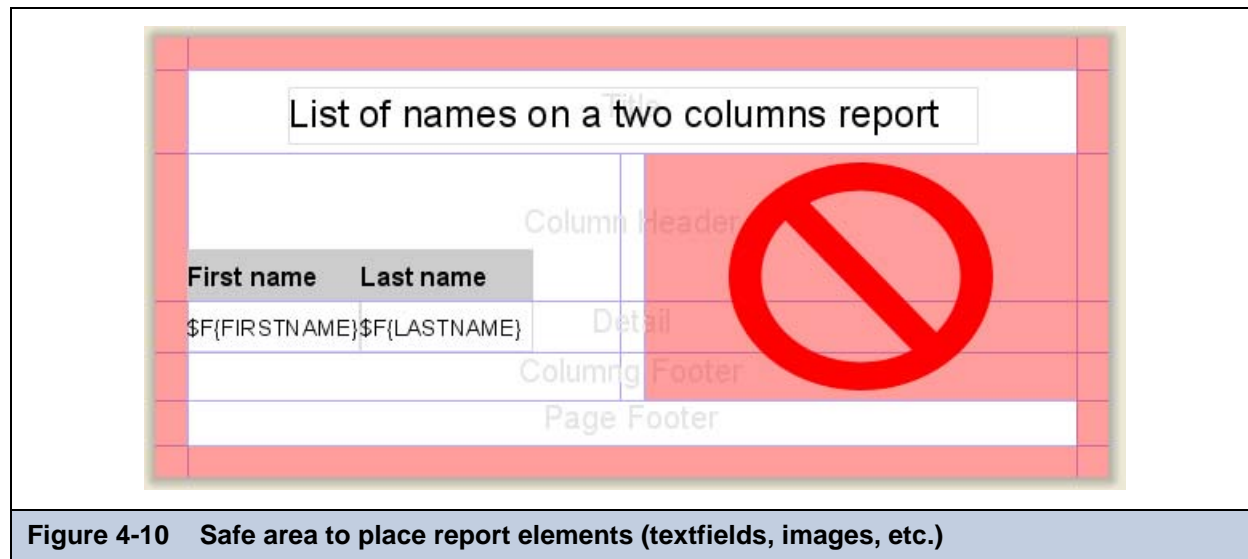 Title
List of names on a two columns report
Column Header
First name Last name
Detail
$F{FIRSTNAME} $F{LASTNAME}
Columng Footer
Page Footer
Figure 4-10 Safe area to place report elements (textfields, images, etc.)